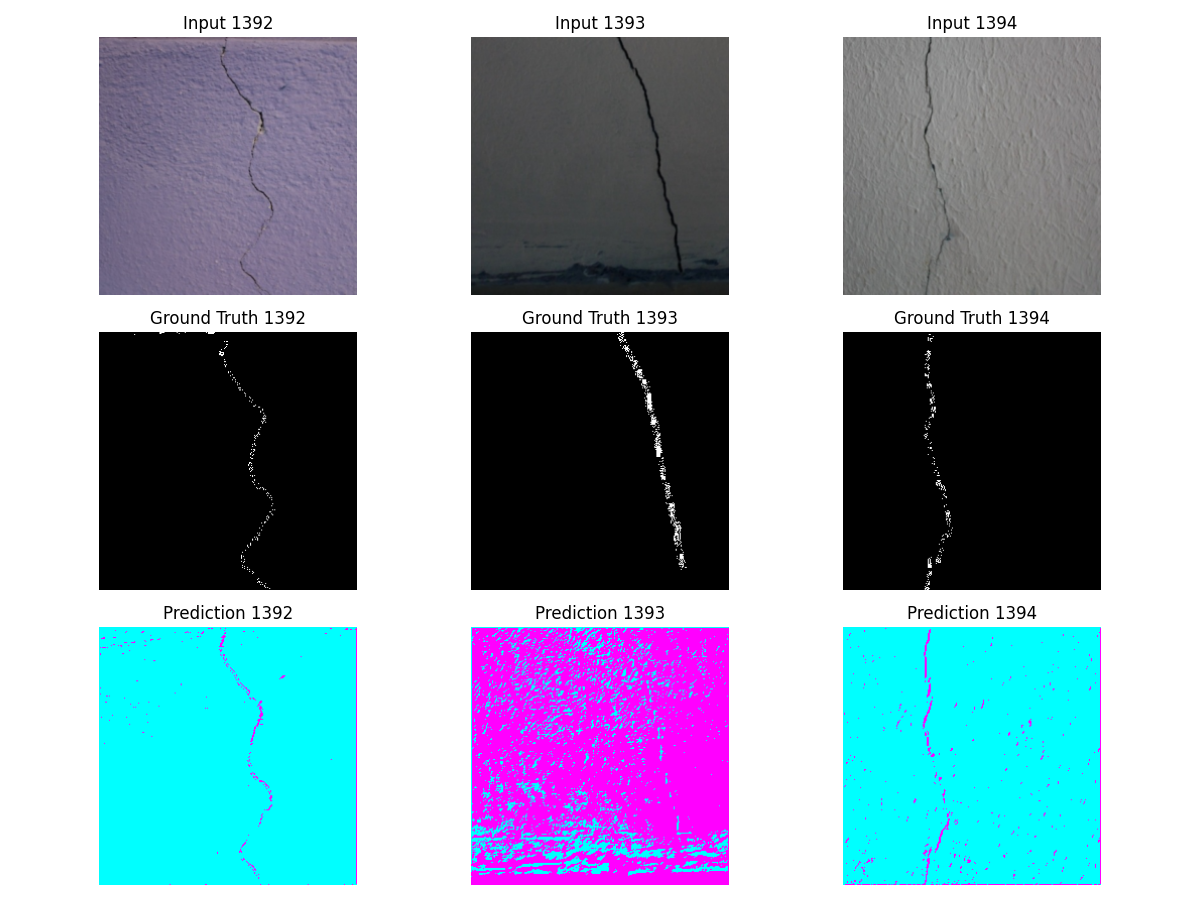 Input 1392
Input 1393
Input 1394
Ground Truth 1392
Ground Truth 1393
Ground Truth 1394
Prediction 1392
Prediction 1393
Prediction 1394